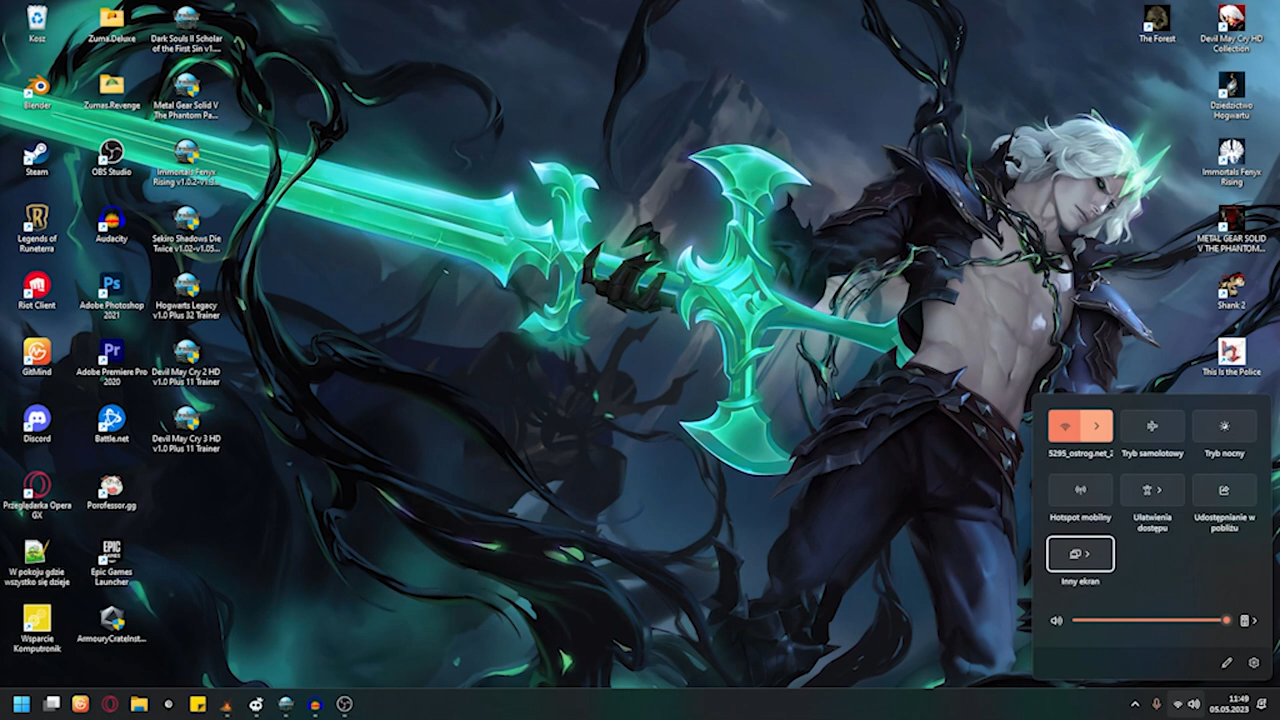 Kosz
Zuma.Deluxe
Dark Souls II Scholar
of the First Sin v1....
Blender
Zumas.Revenge
Metal Gear Solid V
The Phantom Pa...
Steam
OBS Studio
Immortals Fenyx
Rising v1.0.2-v1.3...
Legends of
Runeterra
Audacity
Sekiro Shadows Die
Twice v1.02-v1.05...
Riot Client
Adobe Photoshop
2021
Hogwarts Legacy
v1.0 Plus 32 Trainer
GitMind
Adobe Premiere Pro
2020
Devil May Cry 2 HD
v1.0 Plus 11 Trainer
Discord
Battle.net
Devil May Cry 3 HD
v1.0 Plus 11 Trainer
Przeglądarka Opera
GX
Porofessor.gg
W pokoju gdzie
wszystko się dzieje
EPIC
GAMES
Epic Games
Launcher
Wsparcie
Komputronik
ArmouryCrateInst...
The Forest
Devil May Cry HD
Collection
Dziedzictwo
Hogwartu
Immortals Fenyx
Rising
METAL GEAR SOLID
V THE PHANTOM...
Shank 2
This Is the Police
5295_ostrog.net_2
Tryb samolotowy
Tryb nocny
Hotspot mobilny
Ułatwienia
dostępu
Udostępnianie w
pobliżu
Inny ekran
11:49
05.05.2023